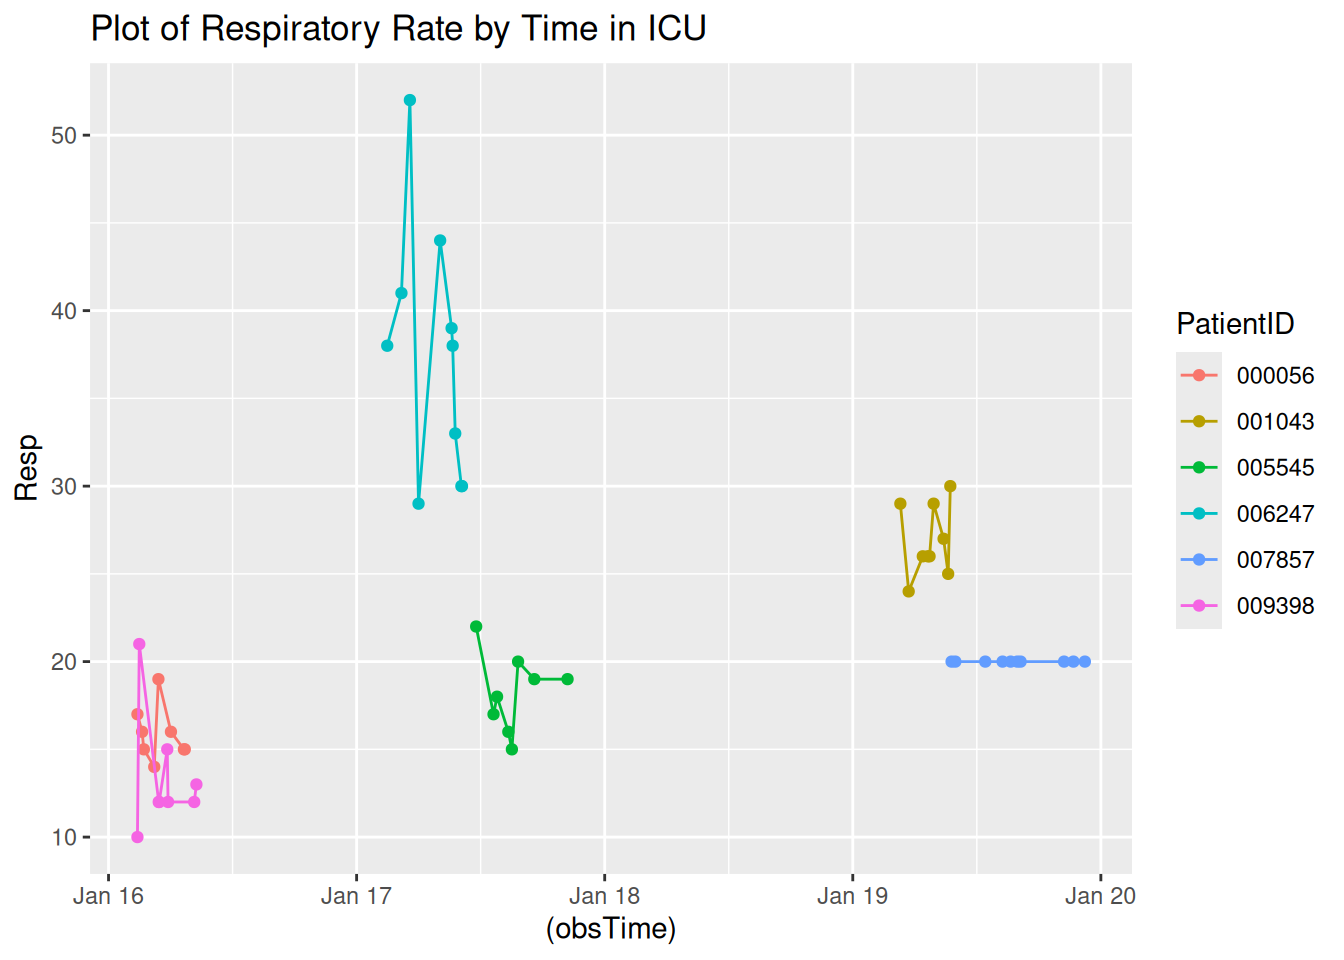 Plot of Respiratory Rate by Time in ICU
Resp
50
40
30
20
10
Jan 16 Jan 17 Jan 18 Jan 19 Jan 20
(obsTime)
PatientID
000056
001043
005545
006247
007857
009398